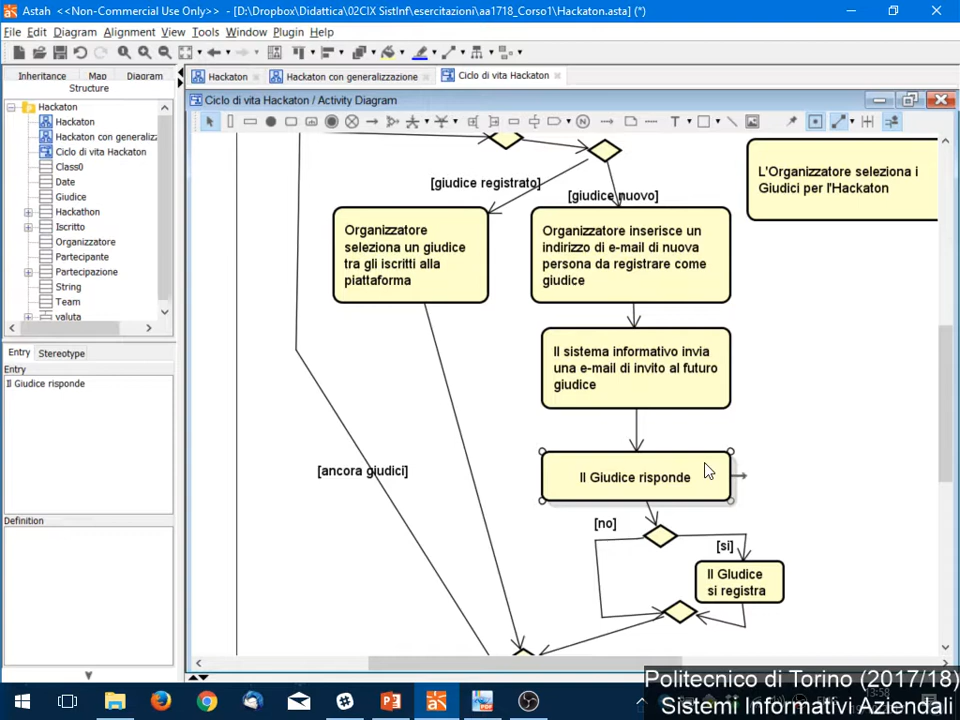 Astah <<Non-Commercial Use Only>> - [D:\Dropbox\Didattica\02CIX SistInf\esercitazioni\aa1718_Corso1\Hackaton.asta] (*)
File Edit Diagram Alignment View Tools Window Plugin Help
Inheritance Map Diagram
Structure
Hackaton
Hackaton
Hackaton con generaliz
Ciclo di vita Hackaton
Class0
Date
Giudice
Hackathon
Iscritto
Organizzatore
Partecipante
Partecipazione
String
Team
valuta
Entry Stereotype
Entry
Il Giudice risponde
Definition
Hackaton
Hackaton con generalizzazione
Ciclo di vita Hackaton
Ciclo di vita Hackaton / Activity Diagram
L'Organizzatore seleziona i
Giudici per l'Hackaton
[giudice registrato]
[giudice nuovo]
Organizzatore
seleziona un giudice
tra gli iscritti alla
piattaforma
Organizzatore inserisce un
indirizzo di e-mail di nuova
persona da registrare come
giudice
Il sistema informativo invia
una e-mail di invito al futuro
giudice
[ancora giudici]
Il Giudice risponde
[no]
[si]
Il GIudice
si registra
Politecnico di Torino (2017/18)
Sistemi Informativi Aziendali
3:58